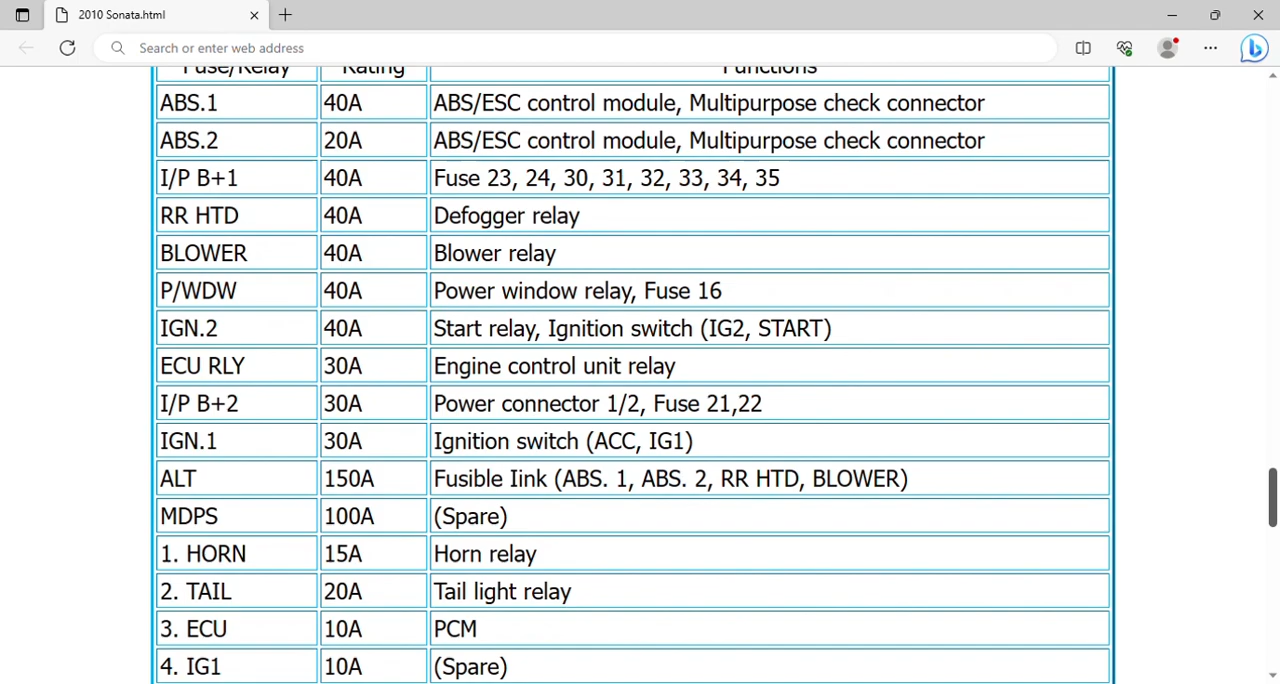 2010 Sonata.html
Search or enter web address
Fuse/Relay Rating Functions
ABS.1 40A ABS/ESC control module, Multipurpose check connector
ABS.2 20A ABS/ESC control module, Multipurpose check connector
I/P B+1 40A Fuse 23, 24, 30, 31, 32, 33, 34, 35
RR HTD 40A Defogger relay
BLOWER 40A Blower relay
P/WDW 40A Power window relay, Fuse 16
IGN.2 40A Start relay, Ignition switch (IG2, START)
ECU RLY 30A Engine control unit relay
I/P B+2 30A Power connector 1/2, Fuse 21,22
IGN.1 30A Ignition switch (ACC, IG1)
ALT 150A Fusible Iink (ABS. 1, ABS. 2, RR HTD, BLOWER)
MDPS 100A (Spare)
1. HORN 15A Horn relay
2. TAIL 20A Tail light relay
3. ECU 10A PCM
4. IG1 10A (Spare)